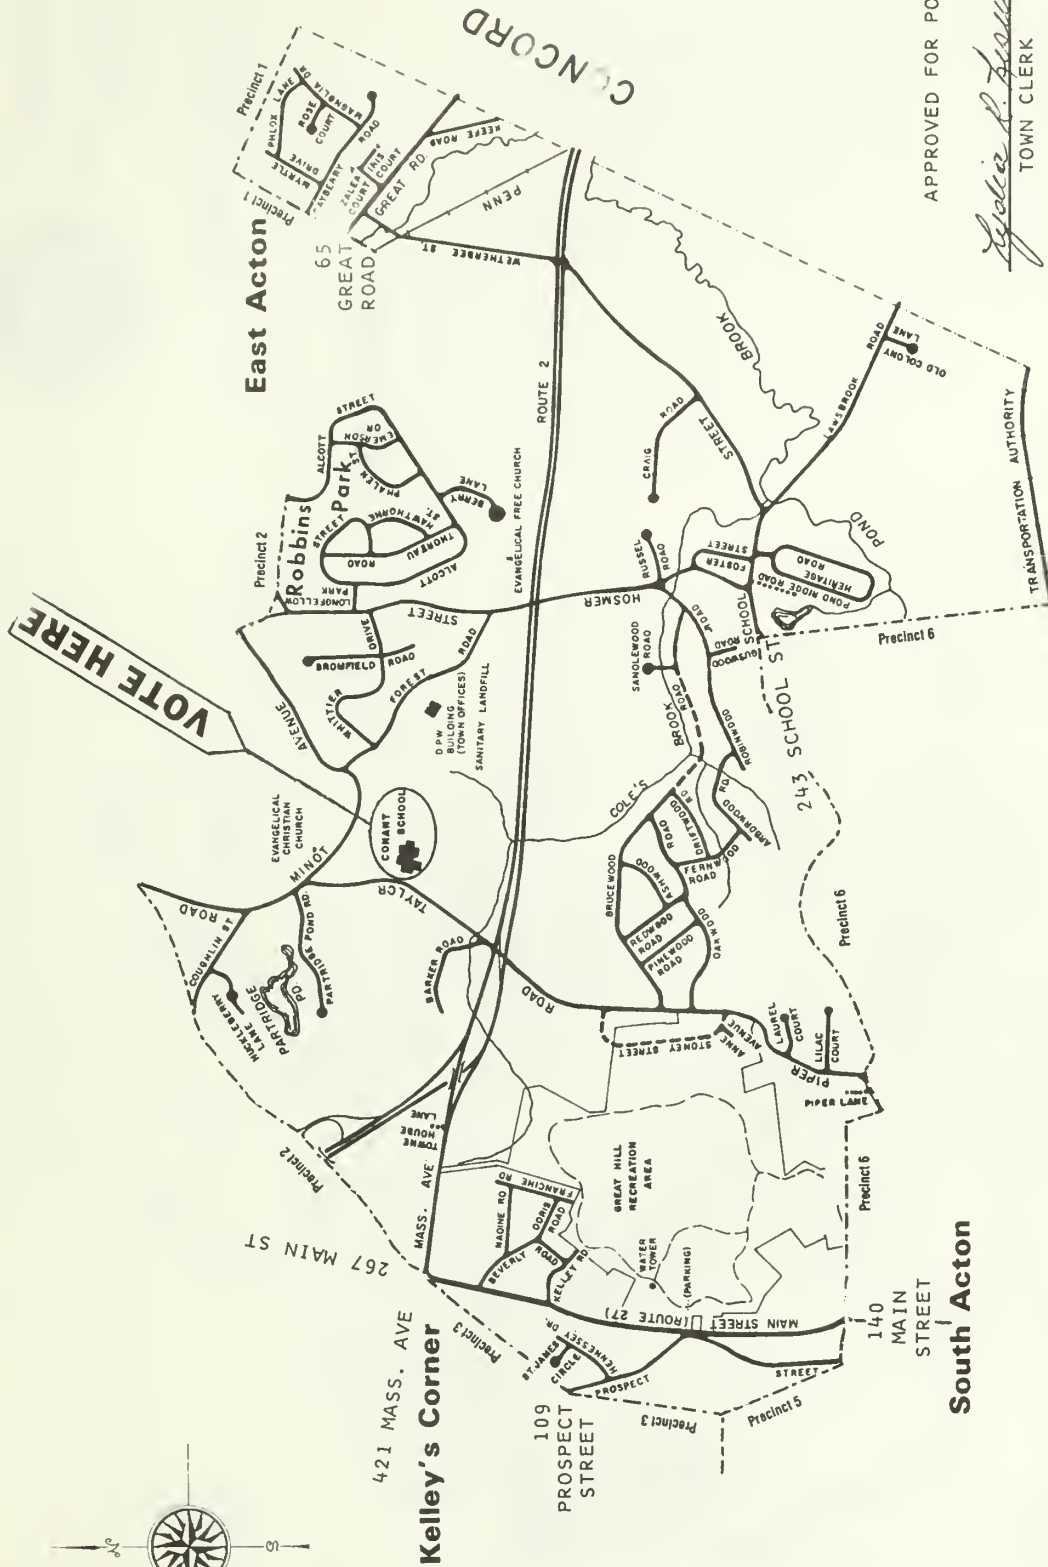 CONCORD
APPROVED FOR PO
TOWN CLERK
Precinct 1
Precinct 1
PHLOX LANE
ROSE COURT
MAGNOLIA DR
MYRTLE DRIVE
AYBERRY ROAD
ZALEA COURT
IRIS COURT
GREAT RD.
KEEFE ROAD
PENN
WETHERBEE ST
East Acton
65
GREAT
ROAD
ROUTE 2
BROOK
LAWSBROOK ROAD
OLD COLONY LANE
TRANSPORTATION AUTHORITY
Precinct 2
Robbins
Park
ALCOTT STREET
EMERSON DR
PHALEN ST
HAWTHORNE ST.
BERRY LANE
THOREAU ROAD
STREET
ALCOTT
LONGFELLOW PARK
EVANGELICAL FREE CHURCH
CRAIG ROAD
STREET
RUSSEL ROAD
HOSMER STREET
FOSTER STREET
HERITAGE ROAD
POND RIDGE ROAD
POND
SCHOOL
Precinct 6
243 SCHOOL ST
VOTE HERE
AVENUE
BROMFIELD ROAD
DRIVE
WHITTIER
FOREST ROAD
D.P.W.
BUILDING
(TOWN OFFICES)
SANITARY LANDFILL
SANDLEWOOD ROAD
BROOK ROAD
ROBINWOOD ROAD
COLE'S
EVANGELICAL
CHRISTIAN
CHURCH
MINOT
CONANT
SCHOOL
TAYLOR
ROAD
COUGHLIN ST
HUCKLEBERRY LANE
PARTRIDGE PD.
PARTRIDGE POND RD.
BARKER ROAD
ROAD
BRUCEWOOD
ASHWOOD ROAD
DRIFTWOOD RD
FERNWOOD ROAD
ARBORWOOD RD.
REDWOOD ROAD
PINEWOOD ROAD
OAKWOOD
Precinct 6
STONEY STREET
ANNE AVENUE
LAUREL COURT
LILAC COURT
PIPER
PIPER LANE
Precinct 2
TOWNE HOUSE LANE
MASS. AVE
267 MAIN ST
NADINE RD
FRANCINE RD
DORIS ROAD
BEVERLY ROAD
KELLEY RD.
GREAT HILL
RECREATION
AREA
WATER
TOWER
(PARKING)
MAIN STREET (ROUTE 27)
Precinct 6
140
MAIN
STREET
South Acton
421 MASS. AVE
Kelley's Corner
Precinct 3
ST. JAMES CIRCLE
HENNESSEY DR.
PROSPECT STREET
109
PROSPECT
STREET
Precinct 3
Precinct 5
N
S